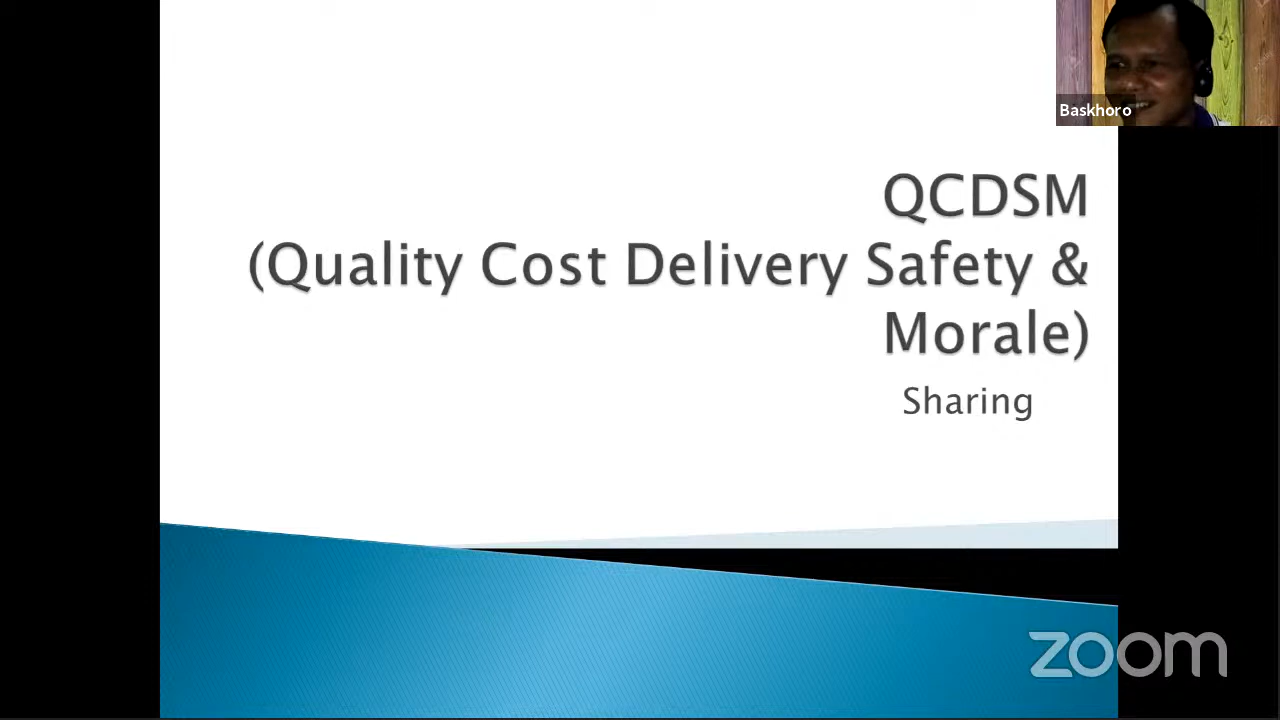 Baskhoro
QCDSM
(Quality Cost Delivery Safety &
Morale)
Sharing
zoom